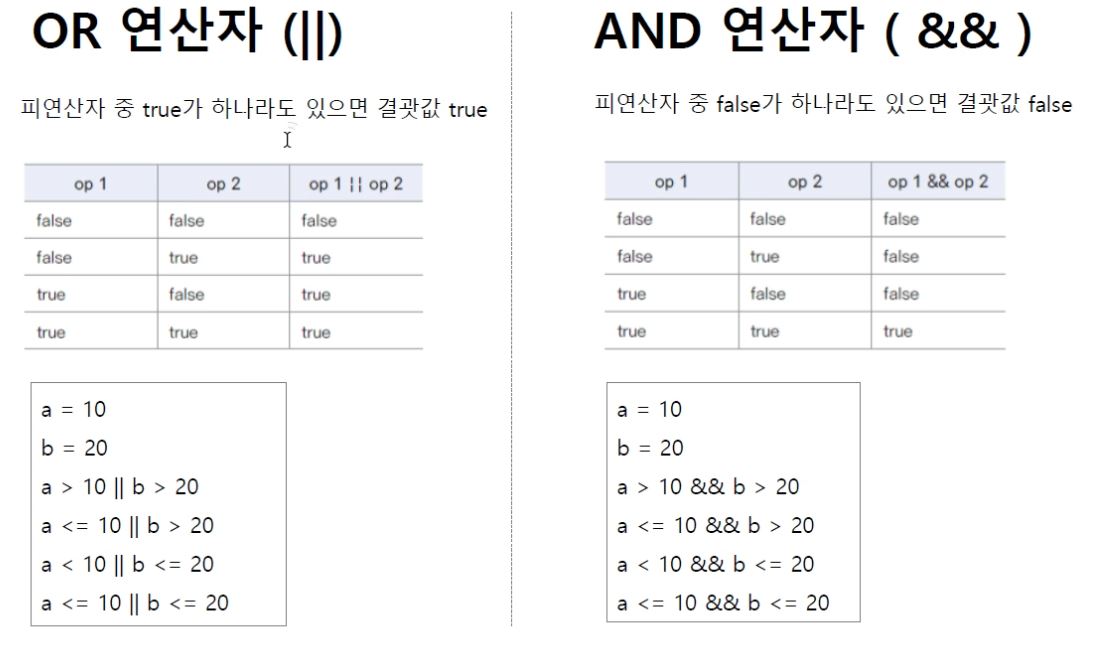 OR 연산자 (||)
피연산자 중 true가 하나라도 있으면 결괏값 true
op 1 op 2 op 1 || op 2
false false false
false true true
true false true
true true true
a = 10
b = 20
a > 10 || b > 20
a <= 10 || b > 20
a < 10 || b <= 20
a <= 10 || b <= 20
AND 연산자 ( && )
피연산자 중 false가 하나라도 있으면 결괏값 false
op 1 op 2 op 1 && op 2
false false false
false true false
true false false
true true true
a = 10
b = 20
a > 10 && b > 20
a <= 10 && b > 20
a < 10 && b <= 20
a <= 10 && b <= 20